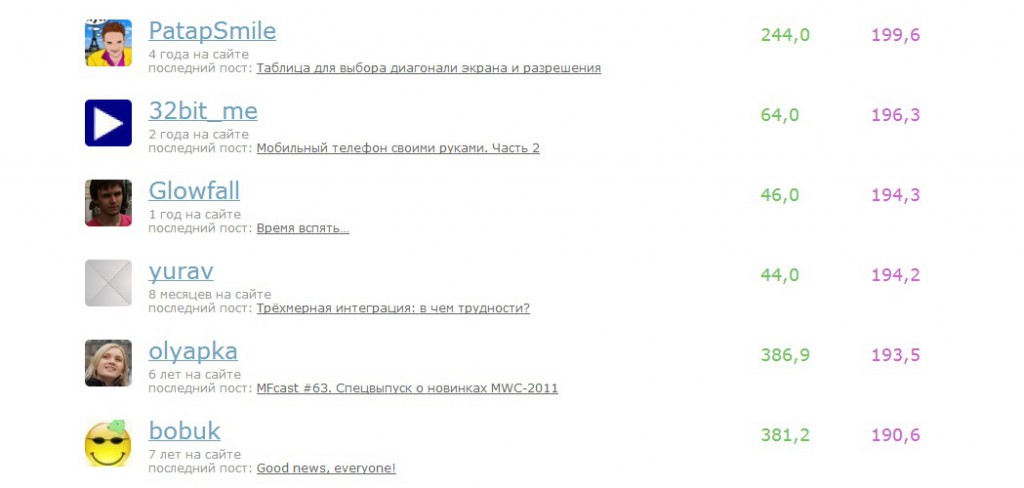 PatapSmile 244,0 199,6
4 года на сайте
последний пост: Таблица для выбора диагонали экрана и разрешения
32bit_me 64,0 196,3
2 года на сайте
последний пост: Мобильный телефон своими руками. Часть 2
Glowfall 46,0 194,3
1 год на сайте
последний пост: Время вспять…
yurav 44,0 194,2
8 месяцев на сайте
последний пост: Трёхмерная интеграция: в чем трудности?
olyapka 386,9 193,5
6 лет на сайте
последний пост: MFcast #63. Спецвыпуск о новинках MWC-2011
bobuk 381,2 190,6
7 лет на сайте
последний пост: Good news, everyone!